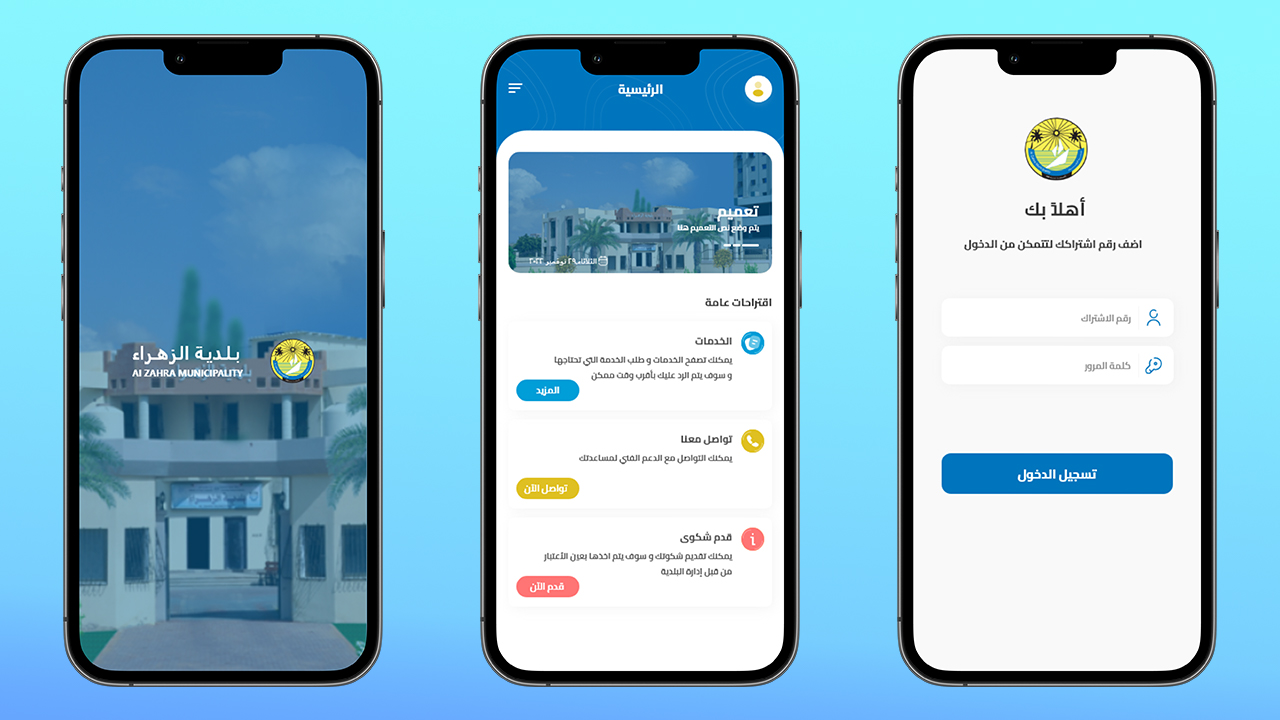 بلدية الزهراء
Al ZAHRA MUNICIPALITY
الرئيسية
تعميم
يتم وضع نص التعميم هنا
الثلاثاء٢٩ نوفمبر ٢٠٢٢
اقتراحات عامة
الخدمات
يمكنك تصفح الخدمات و طلب الخدمة التي تحتاجها
و سوف يتم الرد عليك بأقرب وقت ممكن
المزيد
تواصل معنا
يمكنك التواصل مع الدعم الفني لمساعدتك
تواصل الآن
قدم شكوى
يمكنك تقديم شكوتك و سوف يتم اخذها بعين الأعتبار
من قبل إدارة البلدية
قدم الآن
أهلاً بك
اضف رقم اشتراكك لتتمكن من الدخول
رقم الاشتراك
كلمة المرور
تسجيل الدخول